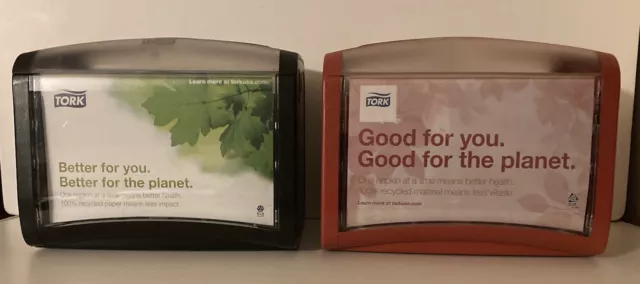 Learn more at torkusa.com
TORK
Better for you.
Better for the planet.
One napkin at a time means better health.
100% recycled paper means less impact.
TORK
Good for you.
Good for the planet.
One napkin at a time means better health.
100% recycled material means less waste.
Learn more at torkusa.com